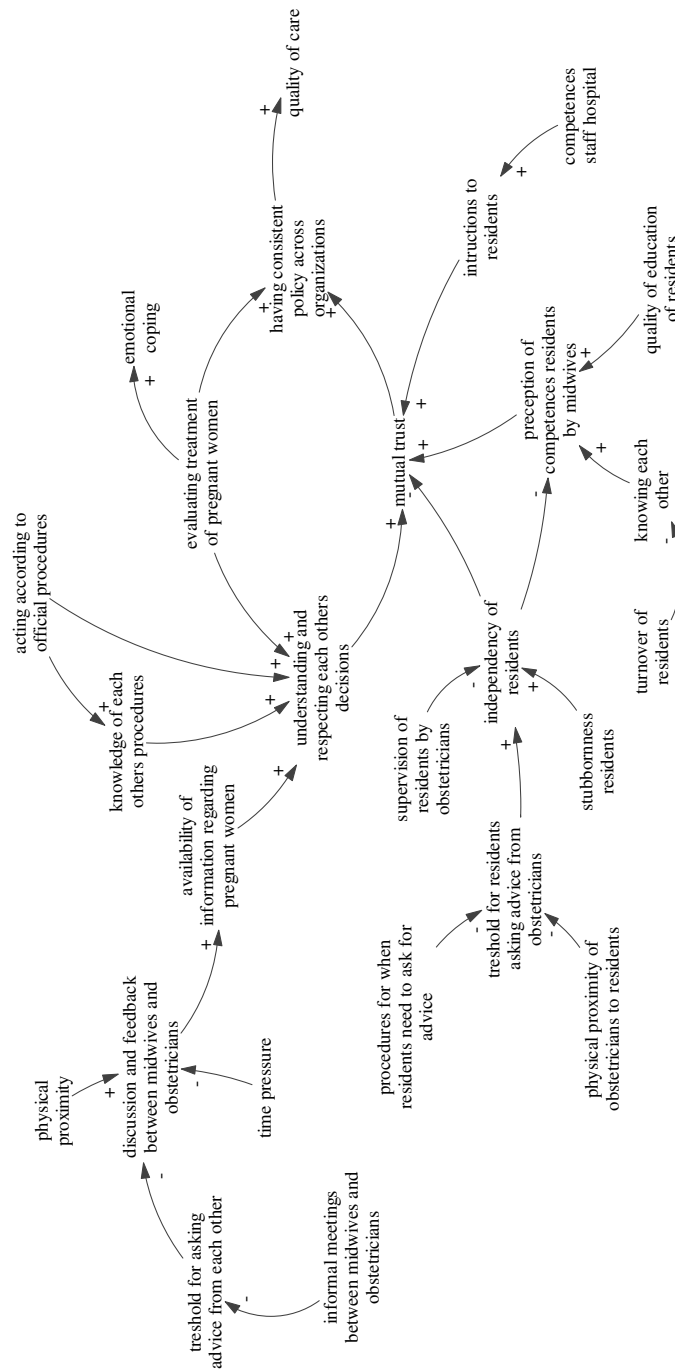 physical
proximity
+
discussion and feedback
between midwives and
obstetricians
-
-
time pressure
treshold for asking
advice from each other
-
informal meetings
between midwives and
obstetricians
acting according to
official procedures
+
knowledge of each
others procedures
availability of
+ information regarding
pregnant women
+
+
+
+
understanding and
respecting each others
decisions
evaluating treatment
of pregnant women
+
emotional
coping
+
having consistent
policy across
organizations
+
+
quality of care
+
-
mutual trust
+
+
intructions to
residents
+
competences
staff hospital
procedures for when
residents need to ask for
advice
-
treshold for residents
asking advice from
obstetricians
-
physical proximity of
obstetricians to residents
supervision of
residents by
obstetricians
-
independency of
residents
+
+
stubbornness
residents
-
preception of
competences residents
by midwives
+
+
knowing each
other
-
turnover of
residents
quality of education
of residents